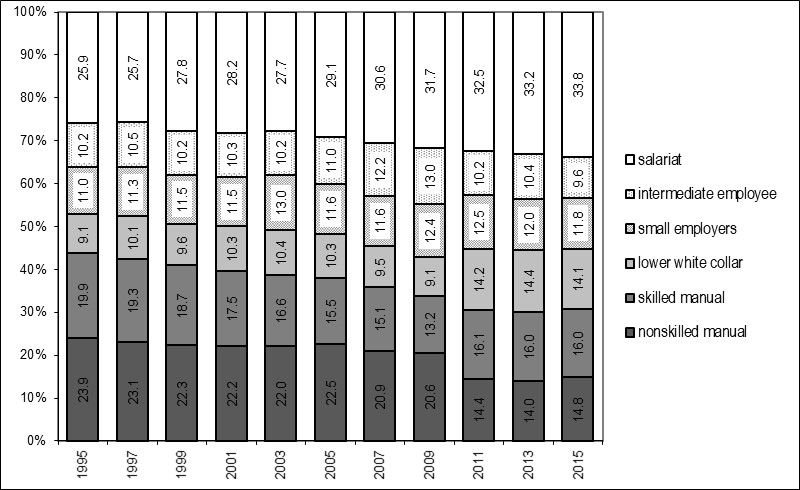 100%
90%
80%
70%
60%
50%
40%
30%
20%
10%
0%
25.9 25.7 27.8 28.2 27.7 29.1 30.6 31.7 32.5 33.2 33.8
10.2 10.5 10.2 10.3 10.2 11.0 12.2 13.0 10.2 10.4 9.6
11.0 11.3 11.5 11.5 13.0 11.6 11.6 12.4 12.5 12.0 11.8
9.1 10.1 9.6 10.3 10.4 10.3 9.5 9.1 14.2 14.4 14.1
19.9 19.3 18.7 17.5 16.6 15.5 15.1 13.2 16.1 16.0 16.0
23.9 23.1 22.3 22.2 22.0 22.5 20.9 20.6 14.4 14.0 14.8
1995 1997 1999 2001 2003 2005 2007 2009 2011 2013 2015
salariat
intermediate employee
small employers
lower white collar
skilled manual
nonskilled manual